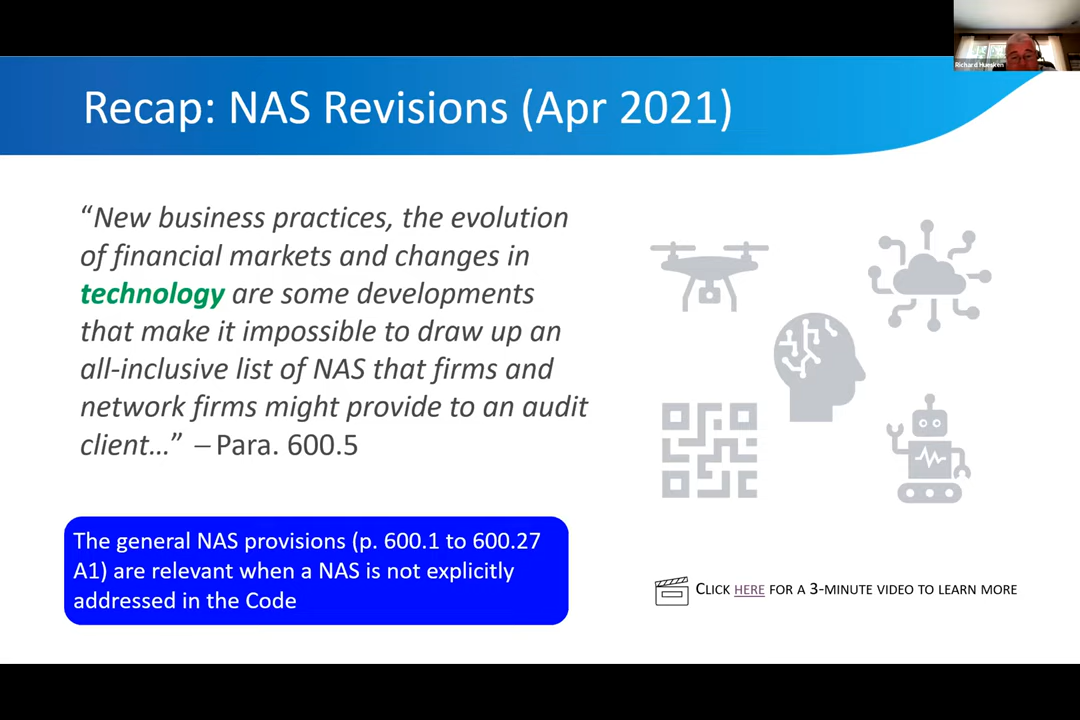 Richard Huesken
Recap: NAS Revisions (Apr 2021)
“New business practices, the evolution
of financial markets and changes in
technology are some developments
that make it impossible to draw up an
all-inclusive list of NAS that firms and
network firms might provide to an audit
client…” – Para. 600.5
The general NAS provisions (p. 600.1 to 600.27
A1) are relevant when a NAS is not explicitly
addressed in the Code
CLICK HERE FOR A 3-MINUTE VIDEO TO LEARN MORE